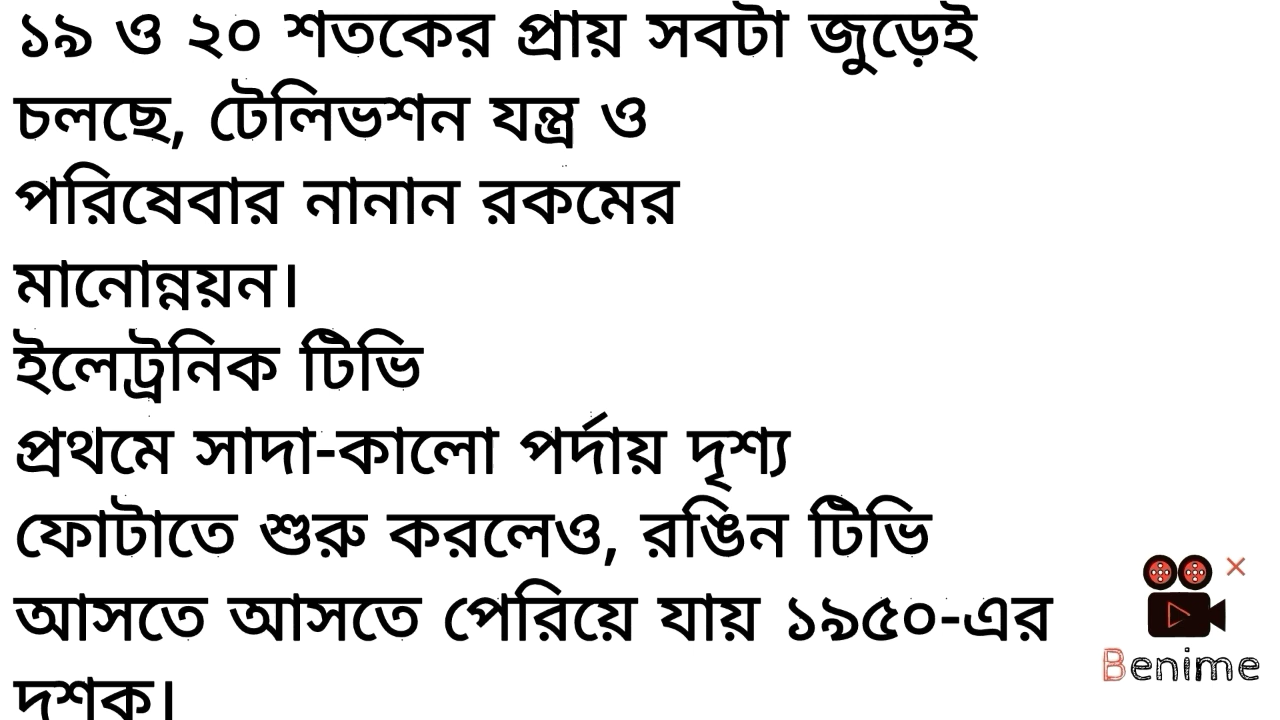 ১৯ ও ২০ শতকের প্রায় সবটা জুড়েই
চলছে, টেলিভশন যন্ত্র ও
পরিষেবার নানান রকমের
মানোন্নয়ন।
ইলেট্রনিক টিভি
প্রথমে সাদা-কালো পর্দায় দৃশ্য
ফোটাতে শুরু করলেও, রঙিন টিভি
আসতে আসতে পেরিয়ে যায় ১৯৫০-এর
দশক।
Benime